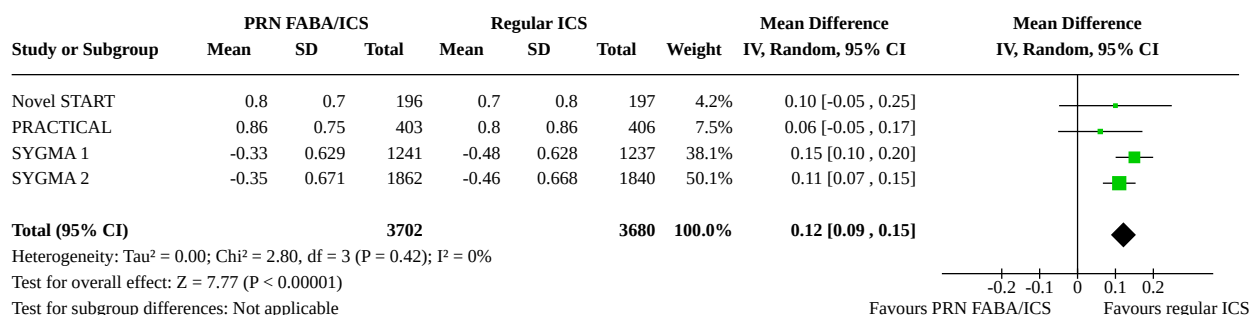 PRN FABA/ICS Regular ICS Mean Difference Mean Difference
Study or Subgroup Mean SD Total Mean SD Total Weight IV, Random, 95% CI IV, Random, 95% CI
Novel START 0.8 0.7 196 0.7 0.8 197 4.2% 0.10 [-0.05 , 0.25]
PRACTICAL 0.86 0.75 403 0.8 0.86 406 7.5% 0.06 [-0.05 , 0.17]
SYGMA 1 -0.33 0.629 1241 -0.48 0.628 1237 38.1% 0.15 [0.10 , 0.20]
SYGMA 2 -0.35 0.671 1862 -0.46 0.668 1840 50.1% 0.11 [0.07 , 0.15]
Total (95% CI) 3702 3680 100.0% 0.12 [0.09 , 0.15]
Heterogeneity: Tau² = 0.00; Chi² = 2.80, df = 3 (P = 0.42); I² = 0%
Test for overall effect: Z = 7.77 (P < 0.00001) -0.2 -0.1 0 0.1 0.2
Test for subgroup differences: Not applicable Favours PRN FABA/ICS Favours regular ICS